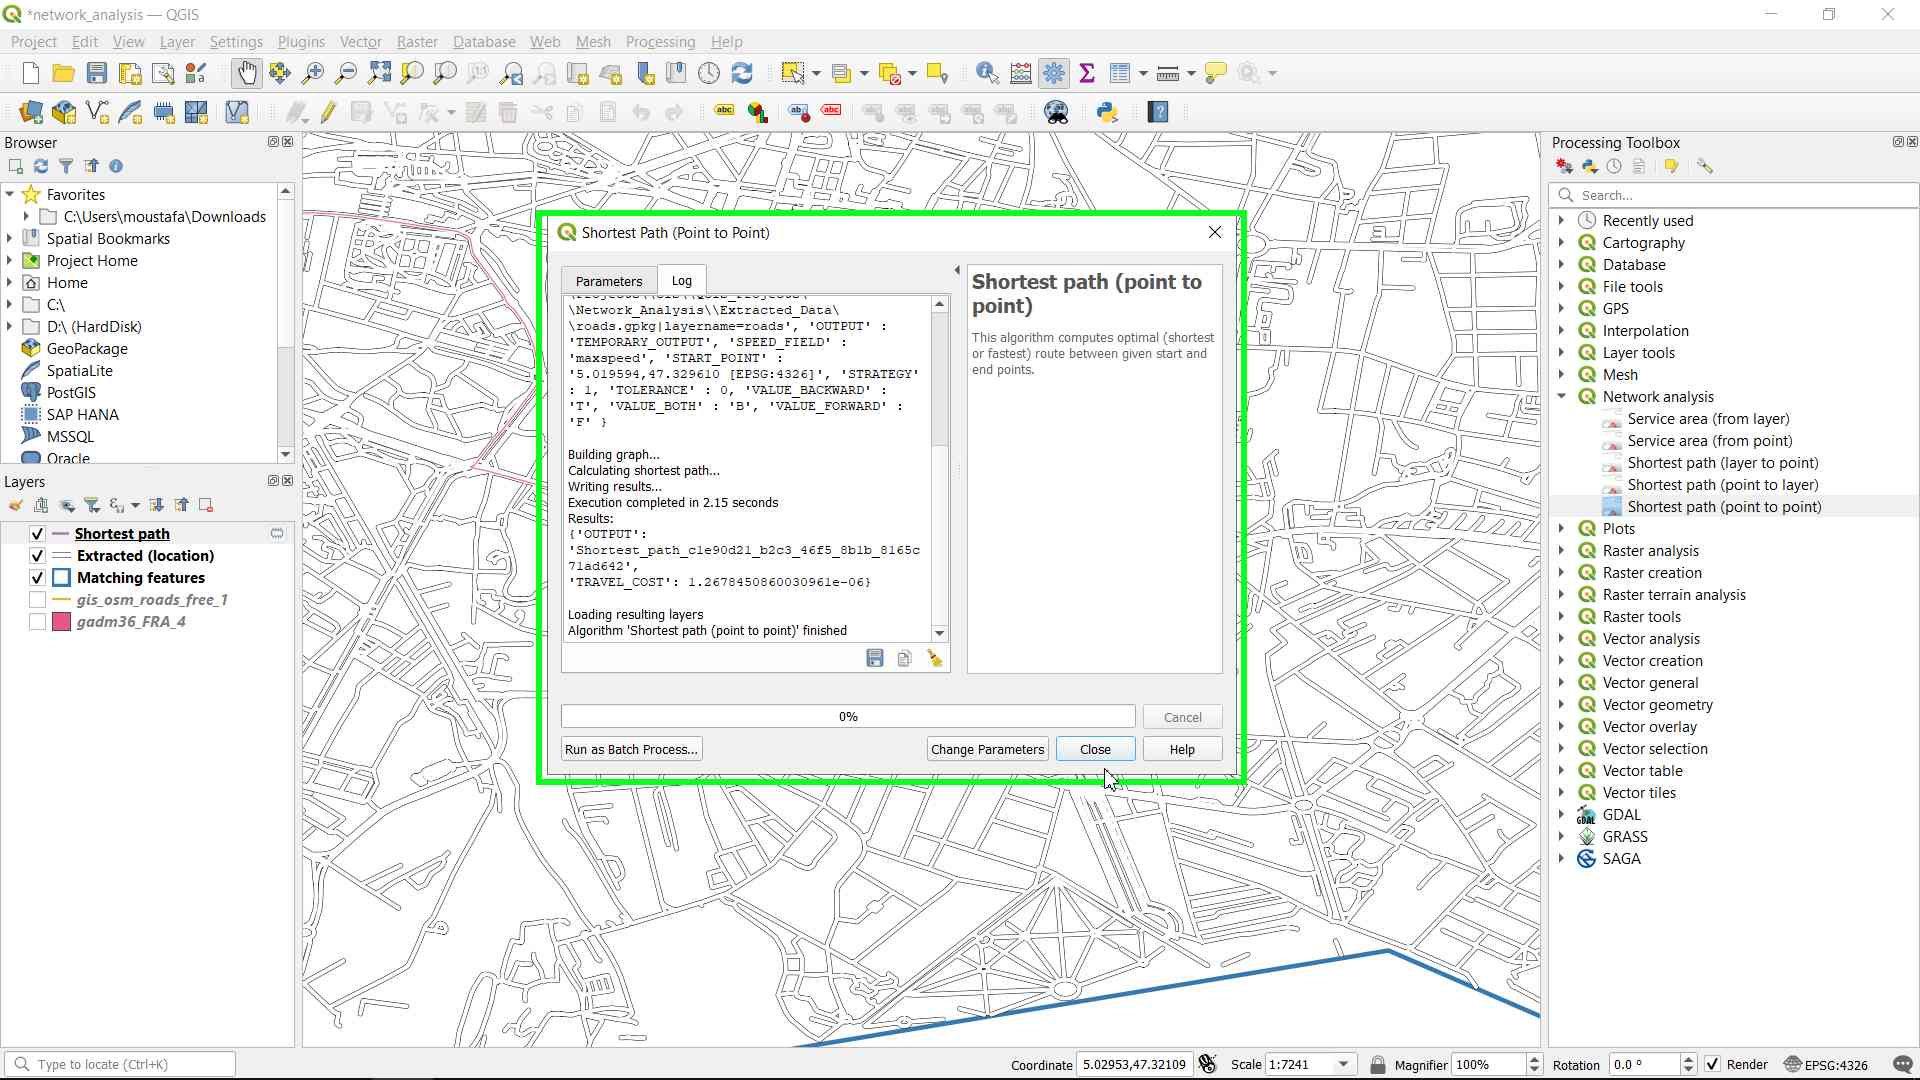 *network_analysis — QGIS
Project Edit View Layer Settings Plugins Vector Raster Database Web Mesh Processing Help
Browser
Favorites
C:\Users\moustafa\Downloads
Spatial Bookmarks
Project Home
Home
C:\
D:\ (HardDisk)
GeoPackage
SpatiaLite
PostGIS
SAP HANA
MSSQL
Oracle
Layers
Shortest path
Extracted (location)
Matching features
gis_osm_roads_free_1
gadm36_FRA_4
Shortest Path (Point to Point)
Parameters Log
\Network_Analysis\\Extracted_Data\
\roads.gpkg|layername=roads', 'OUTPUT' :
'TEMPORARY_OUTPUT', 'SPEED_FIELD' :
'maxspeed', 'START_POINT' :
'5.019594,47.329610 [EPSG:4326]', 'STRATEGY'
: 1, 'TOLERANCE' : 0, 'VALUE_BACKWARD' :
'T', 'VALUE_BOTH' : 'B', 'VALUE_FORWARD' :
'F' }
Building graph...
Calculating shortest path...
Writing results...
Execution completed in 2.15 seconds
Results:
{'OUTPUT':
'Shortest_path_c1e90d21_b2c3_46f5_8b1b_8165c
71ad642',
'TRAVEL_COST': 1.2678450860030961e-06}
Loading resulting layers
Algorithm 'Shortest path (point to point)' finished
Shortest path (point to
point)
This algorithm computes optimal (shortest
or fastest) route between given start and
end points.
0%
Cancel
Run as Batch Process...
Change Parameters
Close
Help
Processing Toolbox
Search...
Recently used
Cartography
Database
File tools
GPS
Interpolation
Layer tools
Mesh
Network analysis
Service area (from layer)
Service area (from point)
Shortest path (layer to point)
Shortest path (point to layer)
Shortest path (point to point)
Plots
Raster analysis
Raster creation
Raster terrain analysis
Raster tools
Vector analysis
Vector creation
Vector general
Vector geometry
Vector overlay
Vector selection
Vector table
Vector tiles
GDAL
GRASS
SAGA
Type to locate (Ctrl+K)
Coordinate 5.02953,47.32109 Scale 1:7241 Magnifier 100% Rotation 0.0 ° Render EPSG:4326